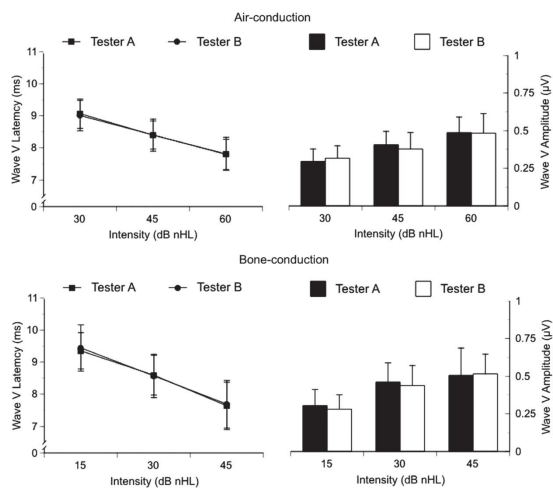 Air-conduction
Tester A Tester B
Tester A Tester B
Wave V Latemcy (ms)
11
10
9
8
7
0
30 45 60
Intensity (dB nHL)
1
0.75
0.5
0.25
0
Wave V Amplitude (μV)
30 45 60
Intensity (dB nHL)
Bone-conduction
Tester A Tester B
Tester A Tester B
Wave V Latemcy (ms)
11
10
9
8
7
0
15 30 45
Intensity (dB nHL)
1
0.75
0.5
0.25
0
Wave V Amplitude (μV)
15 30 45
Intensity (dB nHL)